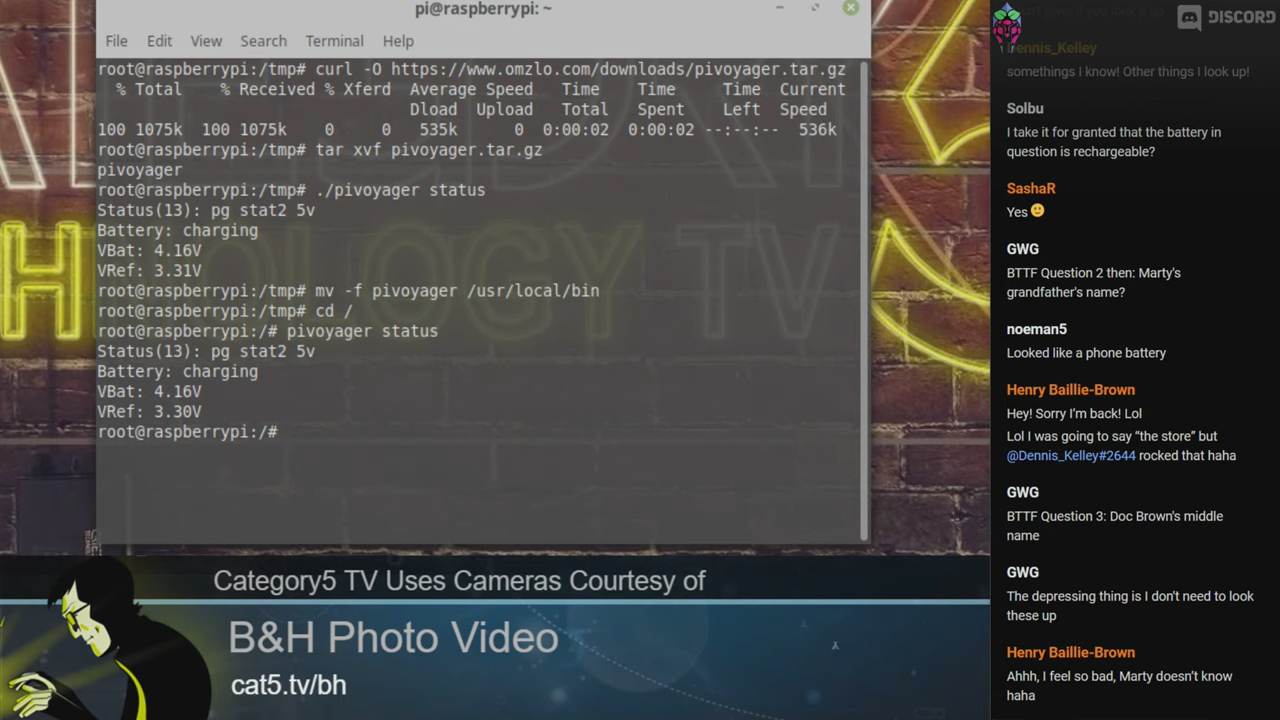 pi@raspberrypi: ~
File Edit View Search Terminal Help
root@raspberrypi:/tmp# curl -O https://www.omzlo.com/downloads/pivoyager.tar.gz
% Total % Received % Xferd Average Speed Time Time Time Current
Dload Upload Total Spent Left Speed
100 1075k 100 1075k 0 0 535k 0 0:00:02 0:00:02 --:--:-- 536k
root@raspberrypi:/tmp# tar xvf pivoyager.tar.gz
pivoyager
root@raspberrypi:/tmp# ./pivoyager status
Status(13): pg stat2 5v
Battery: charging
VBat: 4.16V
VRef: 3.31V
root@raspberrypi:/tmp# mv -f pivoyager /usr/local/bin
root@raspberrypi:/tmp# cd /
root@raspberrypi:/# pivoyager status
Status(13): pg stat2 5v
Battery: charging
VBat: 4.16V
VRef: 3.30V
root@raspberrypi:/#
H OLOGY TV
Category5 TV Uses Cameras Courtesy of
B&H Photo Video
cat5.tv/bh
DISCORD
Dennis_Kelley
somethings I know! Other things I look up!
Solbu
I take it for granted that the battery in
question is rechargeable?
SashaR
Yes 🙂
GWG
BTTF Question 2 then: Marty's
grandfather's name?
noeman5
Looked like a phone battery
Henry Baillie-Brown
Hey! Sorry I'm back! Lol
Lol I was going to say “the store” but
@Dennis_Kelley#2644 rocked that haha
GWG
BTTF Question 3: Doc Brown's middle
name
GWG
The depressing thing is I don't need to look
these up
Henry Baillie-Brown
Ahhh, I feel so bad, Marty doesn’t know
haha